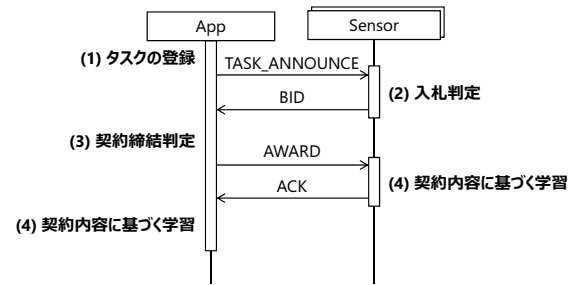 App
Sensor
(1) タスクの登録
TASK_ANNOUNCE
(2) 入札判定
BID
(3) 契約締結判定
AWARD
(4) 契約内容に基づく学習
ACK
(4) 契約内容に基づく学習